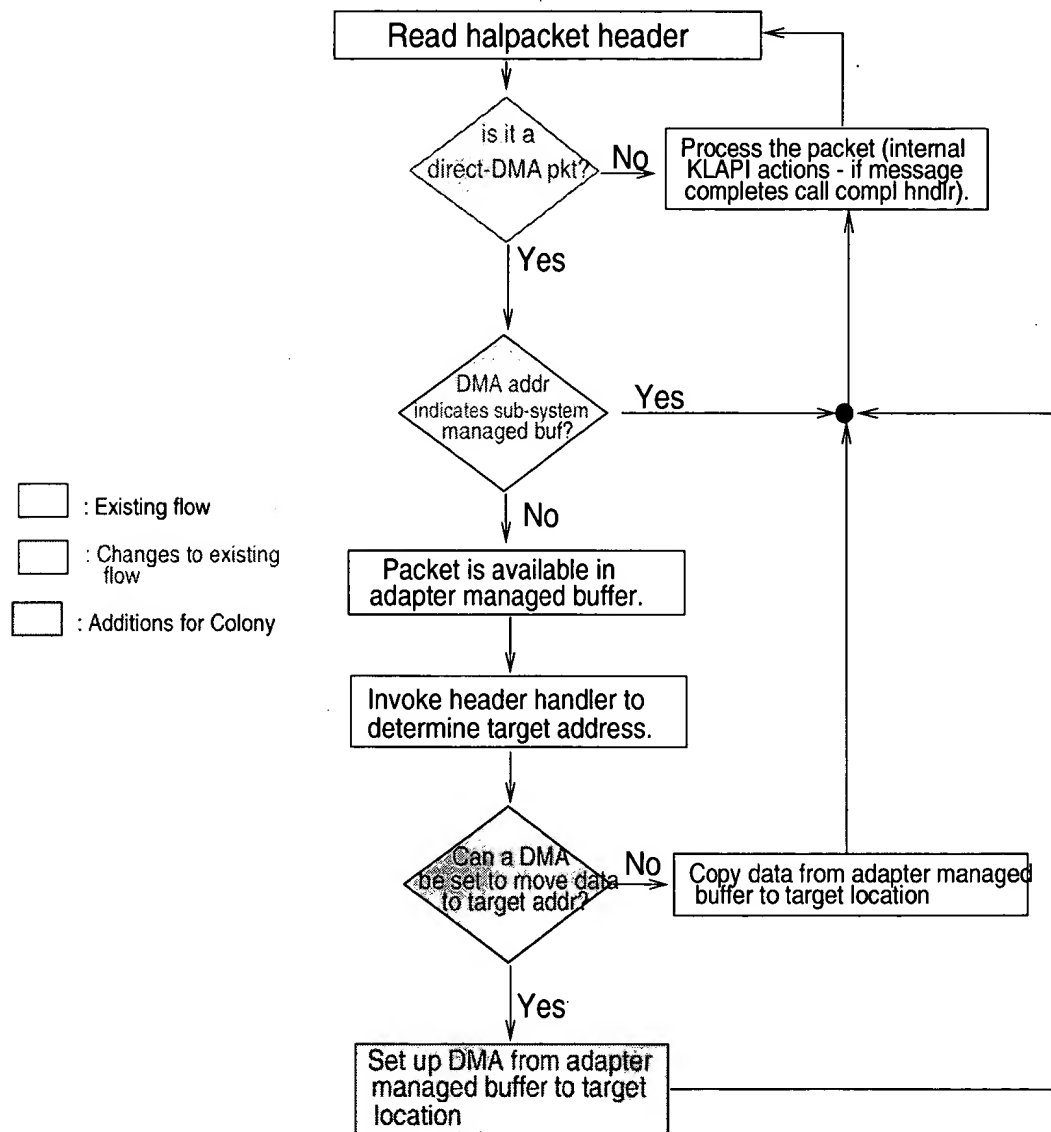 Read halpacket header
is it a
direct-DMA pkt?
No
Process the packet (internal
KLAPI actions - if message
completes call compl hndlr).
Yes
DMA addr
indicates sub-system
managed buf?
Yes
No
: Existing flow
: Changes to existing
flow
: Additions for Colony
Packet is available in
adapter managed buffer.
Invoke header handler to
determine target address.
Can a DMA
be set to move data
to target addr?
No
Copy data from adapter managed
buffer to target location
Yes
Set up DMA from adapter
managed buffer to target
location